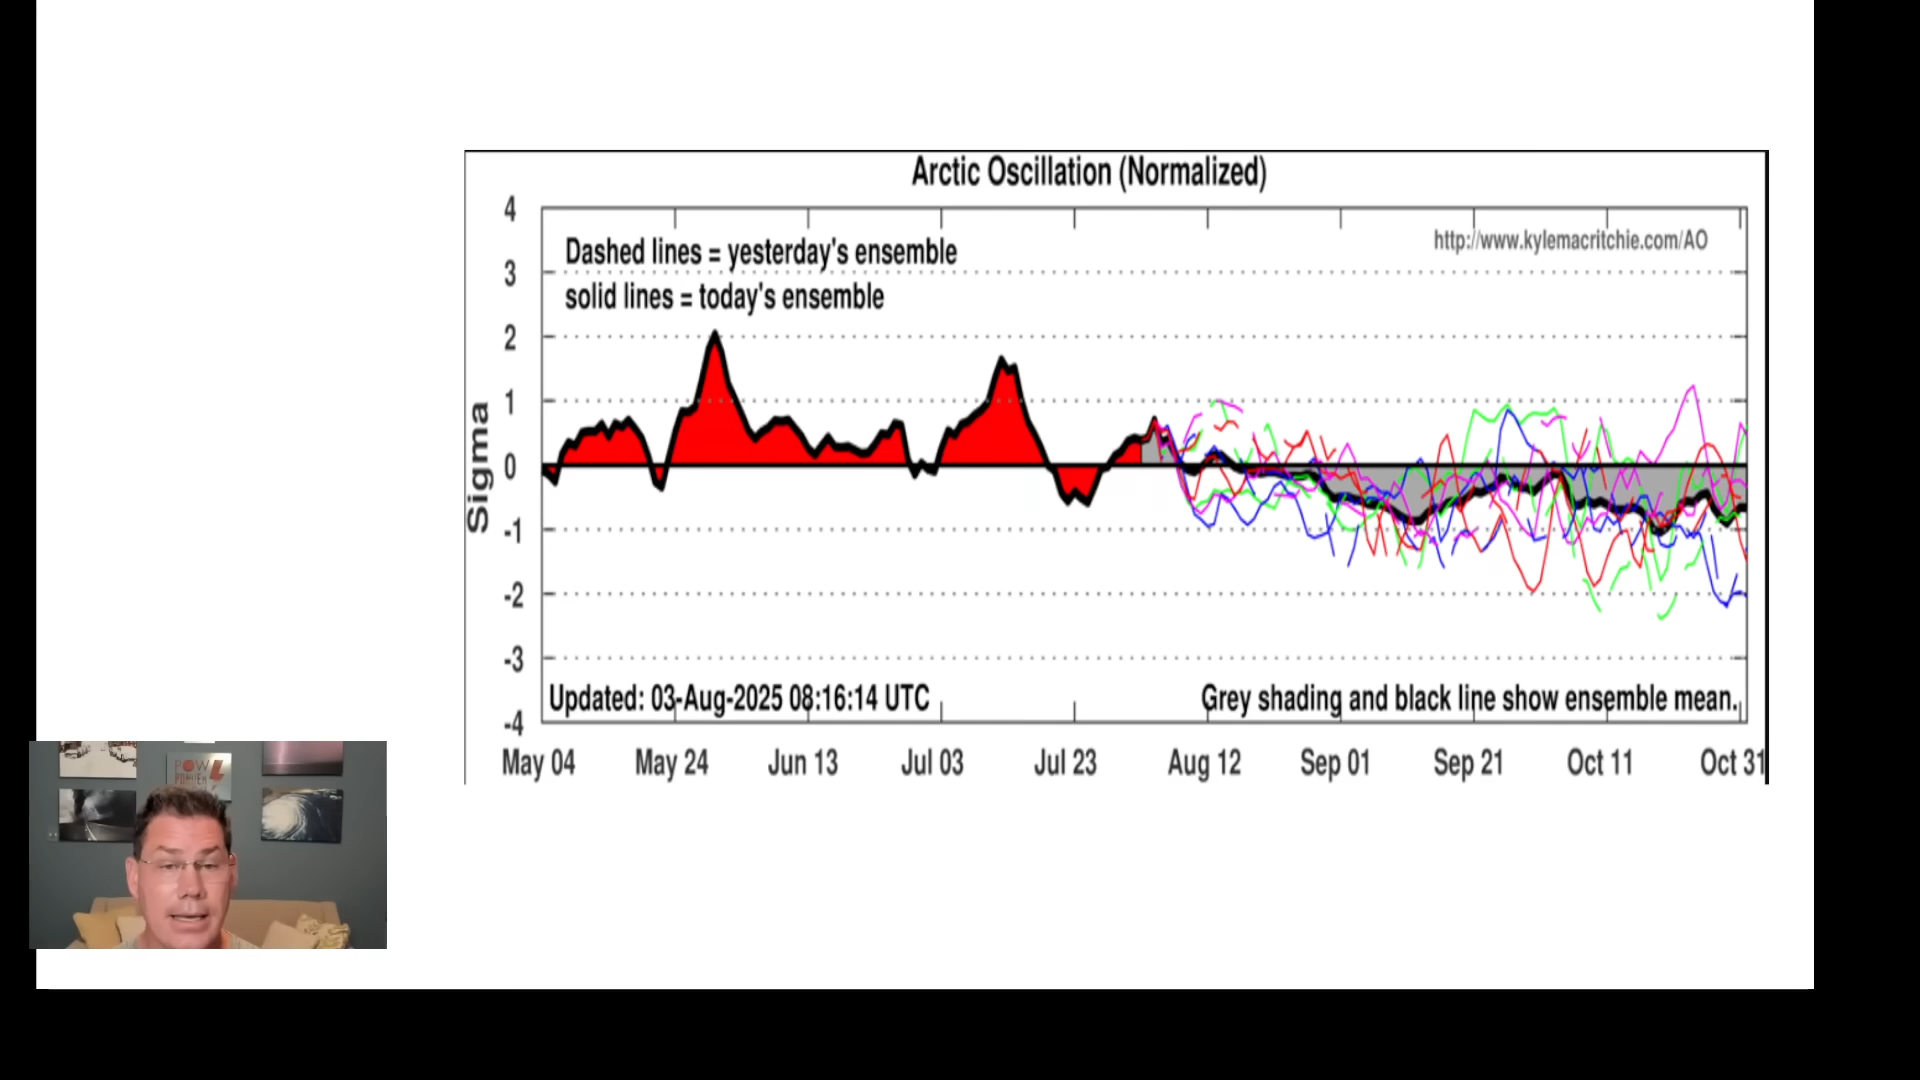 Arctic Oscillation (Normalized)
http://www.kylemacritchie.com/AO
Dashed lines = yesterday's ensemble
solid lines = today's ensemble
Sigma
4
3
2
1
0
-1
-2
-3
-4
Updated: 03-Aug-2025 08:16:14 UTC
Grey shading and black line show ensemble mean.
May 04 May 24 Jun 13 Jul 03 Jul 23 Aug 12 Sep 01 Sep 21 Oct 11 Oct 31